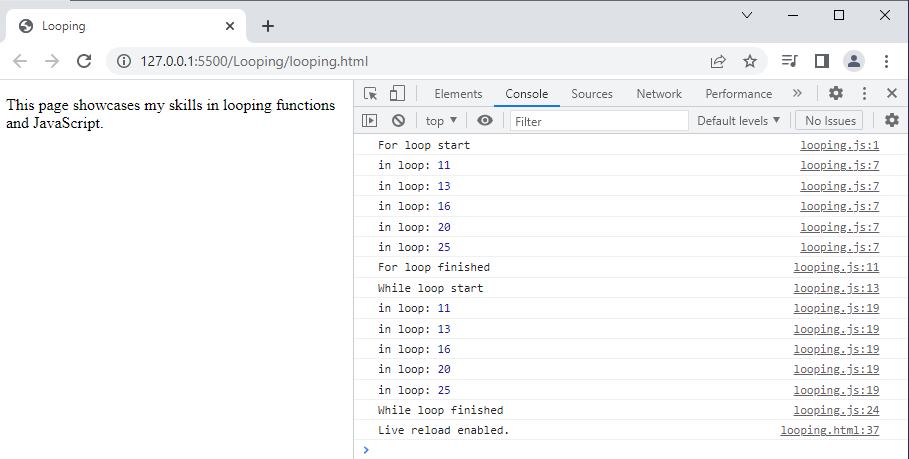 Looping
127.0.0.1:5500/Looping/looping.html
This page showcases my skills in looping functions
and JavaScript.
Elements Console Sources Network Performance
top Filter Default levels No Issues
For loop start looping.js:1
in loop: 11 looping.js:7
in loop: 13 looping.js:7
in loop: 16 looping.js:7
in loop: 20 looping.js:7
in loop: 25 looping.js:7
For loop finished looping.js:11
While loop start looping.js:13
in loop: 11 looping.js:19
in loop: 13 looping.js:19
in loop: 16 looping.js:19
in loop: 20 looping.js:19
in loop: 25 looping.js:19
While loop finished looping.js:24
Live reload enabled. looping.html:37